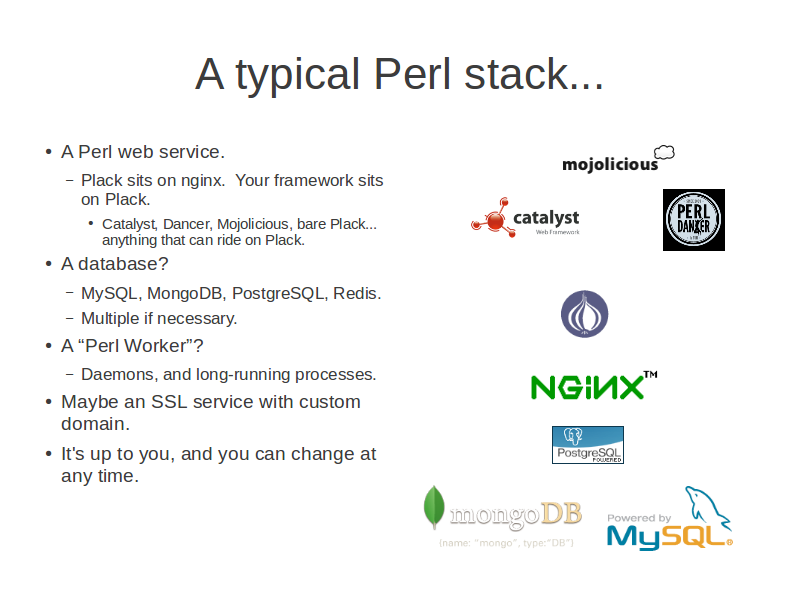 A typical Perl stack...
• A Perl web service.
– Plack sits on nginx.  Your framework sits
on Plack.
• Catalyst, Dancer, Mojolicious, bare Plack...
anything that can ride on Plack.
• A database?
– MySQL, MongoDB, PostgreSQL, Redis.
– Multiple if necessary.
• A “Perl Worker”?
– Daemons, and long-running processes.
• Maybe an SSL service with custom
domain.
• It's up to you, and you can change at
any time.
mojolicious
catalyst
Web Framework
PERL
DANCER
NGiNX™
PostgreSQL
POWERED
mongoDB
{name: "mongo", type:"DB"}
Powered by
MySQL®